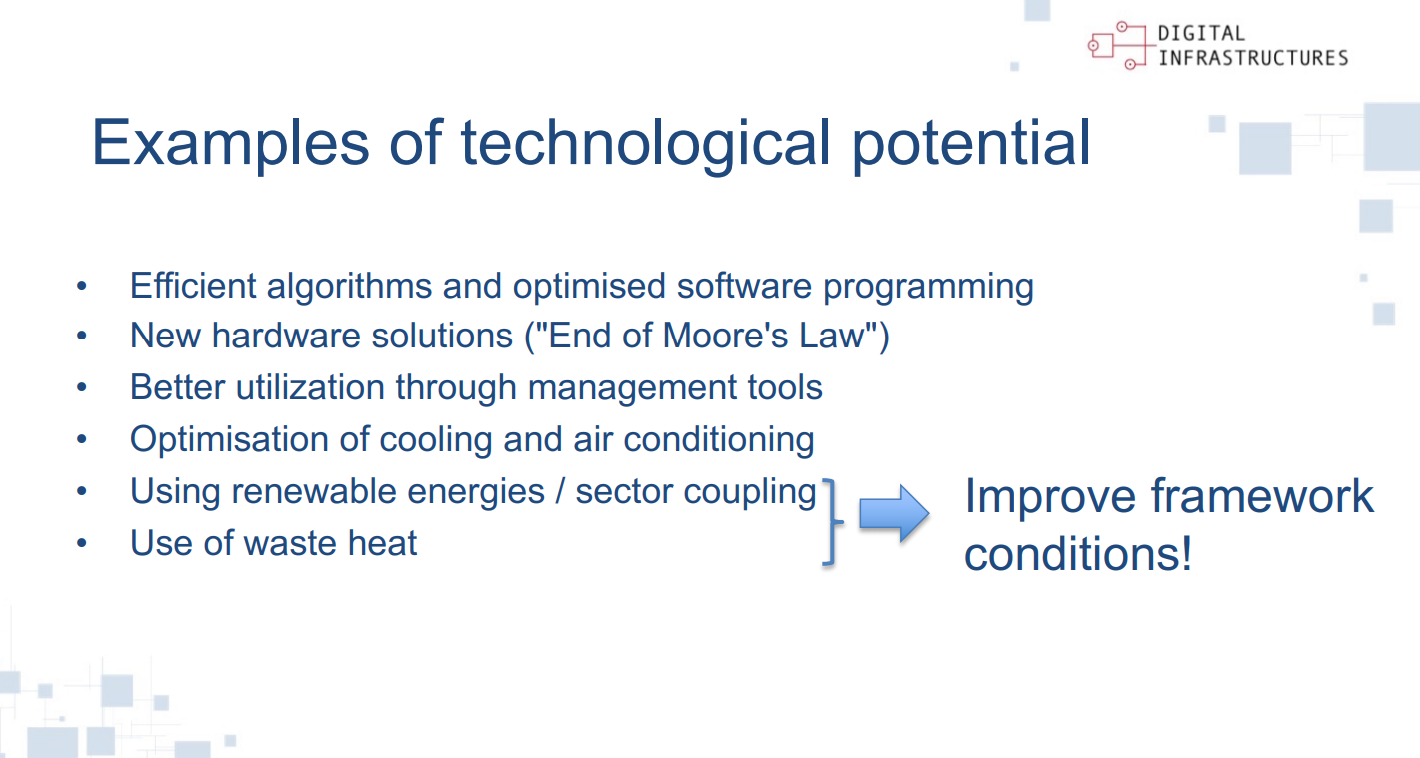 DIGITAL
INFRASTRUCTURES
Examples of technological potential
• Efficient algorithms and optimised software programming
• New hardware solutions ("End of Moore's Law")
• Better utilization through management tools
• Optimisation of cooling and air conditioning
• Using renewable energies / sector coupling
• Use of waste heat
Improve framework
conditions!